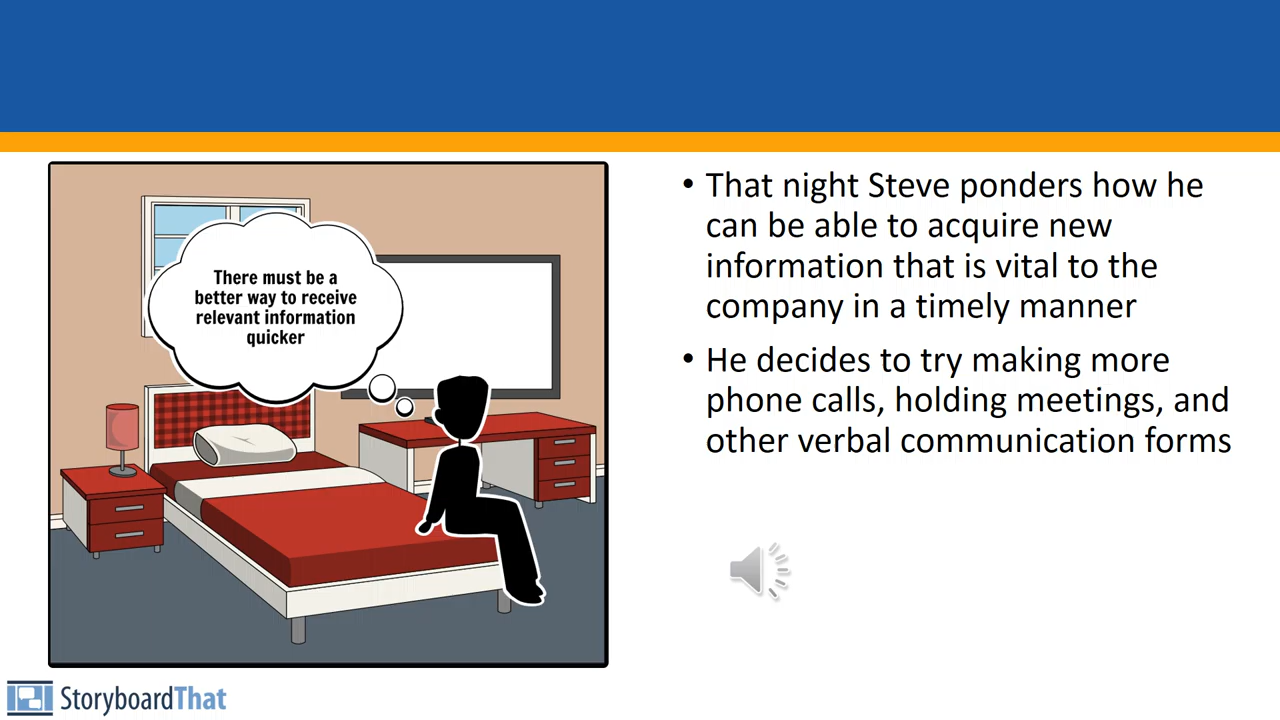 There must be a
better way to receive
relevant information
quicker
• That night Steve ponders how he
can be able to acquire new
information that is vital to the
company in a timely manner
• He decides to try making more
phone calls, holding meetings, and
other verbal communication forms
StoryboardThat